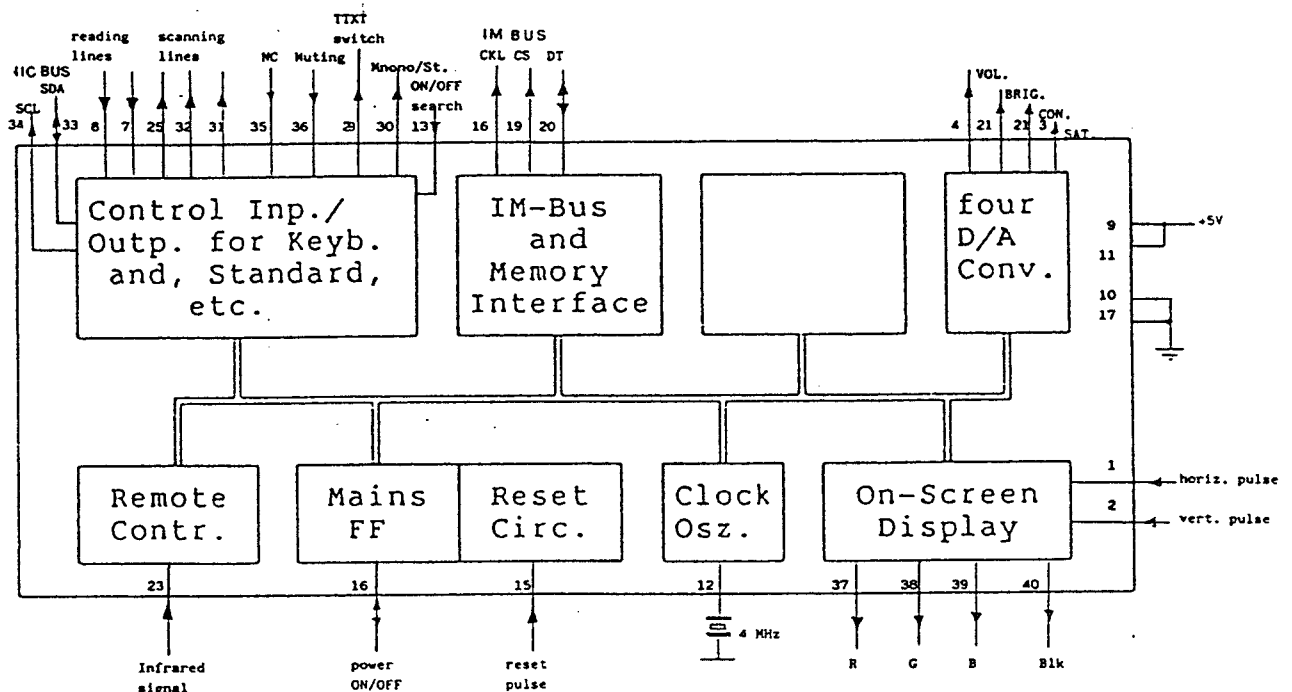 TTXT
switch
reading
lines
scanning
lines
NC
Muting
Mnono/St.
ON/OFF
search
IM BUS
CKL CS DT
IIC BUS
SDA
SCL
VOL.
BRIG.
CON.
SAT.
34 33 8 7 25 32 31 35 36 29 30 13 16 19 20 4 21 21 3
Control Inp./
Outp. for Keyb.
and, Standard,
etc.
IM-Bus
and
Memory
Interface
four
D/A
Conv.
9
+5V
11
10
17
Remote
Contr.
Mains
FF
Reset
Circ.
Clock
Osz.
On-Screen
Display
1
horiz. pulse
2
vert. pulse
23 16 15 12 37 38 39 40
4 MHz
Infrared
signal
power
ON/OFF
reset
pulse
R G B Blk